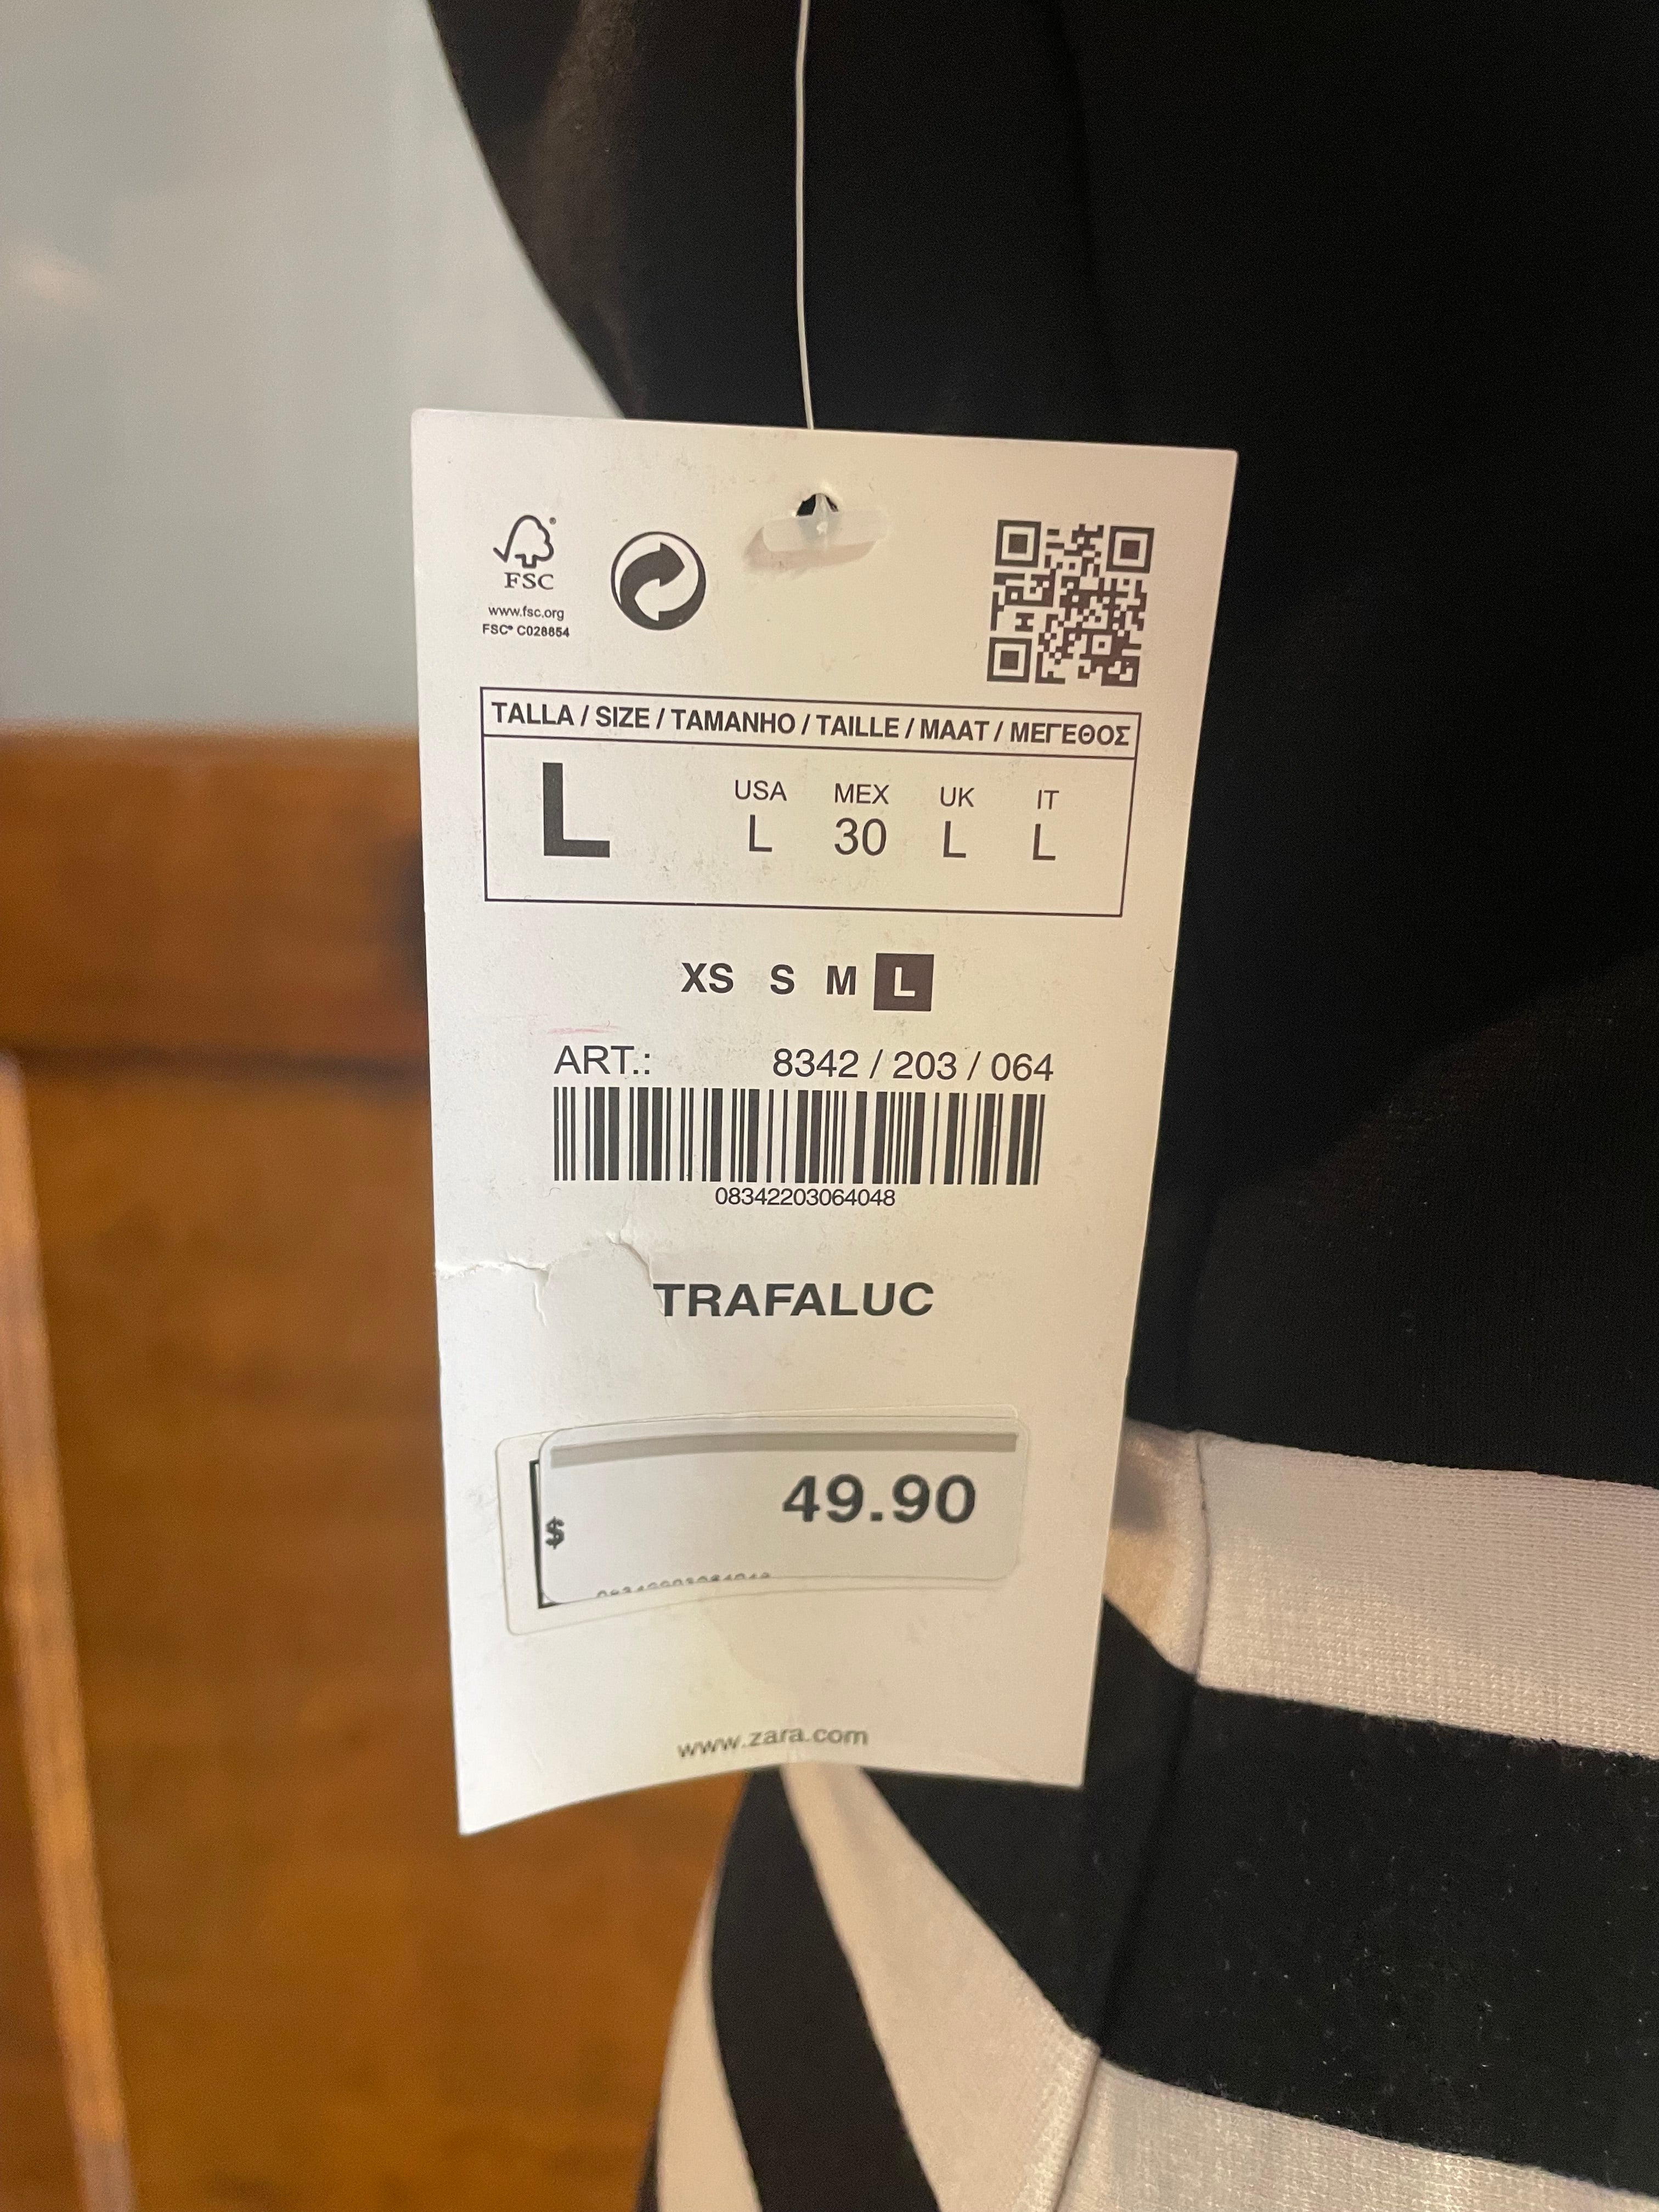 FSC®
www.fsc.org
FSC® C028854
TALLA / SIZE / TAMANHO / TAILLE / MAAT / ΜΕΓΕΘΟΣ
L
USA MEX UK IT
L 30 L L
XS S M L
ART.: 8342 / 203 / 064
08342203064048
TRAFALUC
$ 49.90
www.zara.com